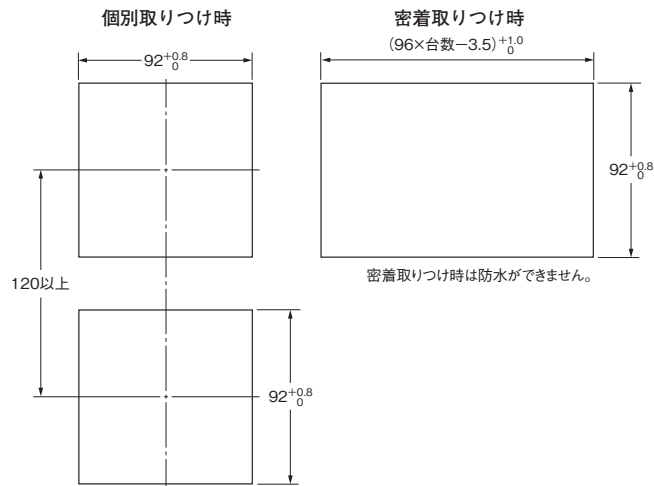 個別取りつけ時
92+0.8 0
120以上
92+0.8 0
密着取りつけ時
(96×台数−3.5)+1.0 0
92+0.8 0
密着取りつけ時は防水ができません。